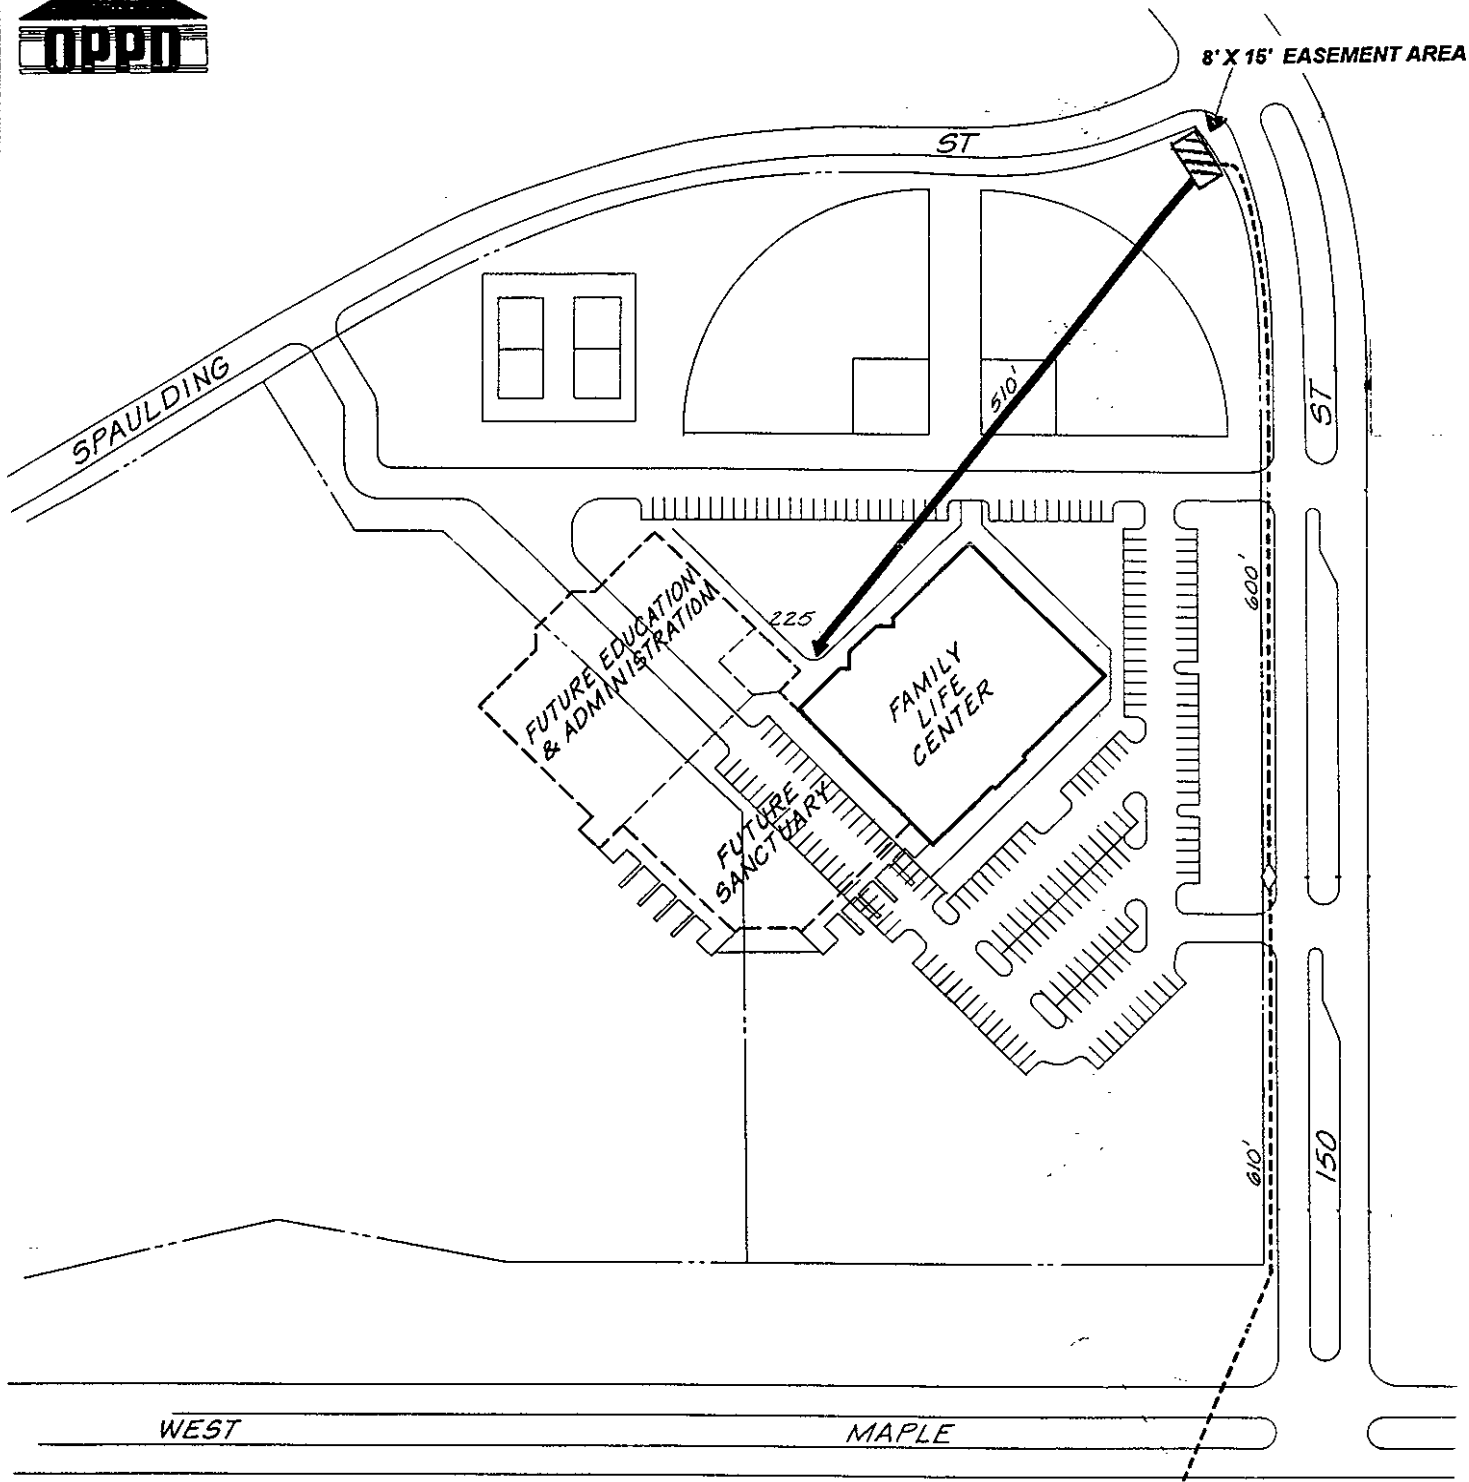 OPPD
8' X 15' EASEMENT AREA
ST
SPAULDING
510'
ST
600'
225
FUTURE EDUCATION
& ADMINISTRATION
FAMILY
LIFE
CENTER
FUTURE
SANCTUARY
610'
150
WEST MAPLE